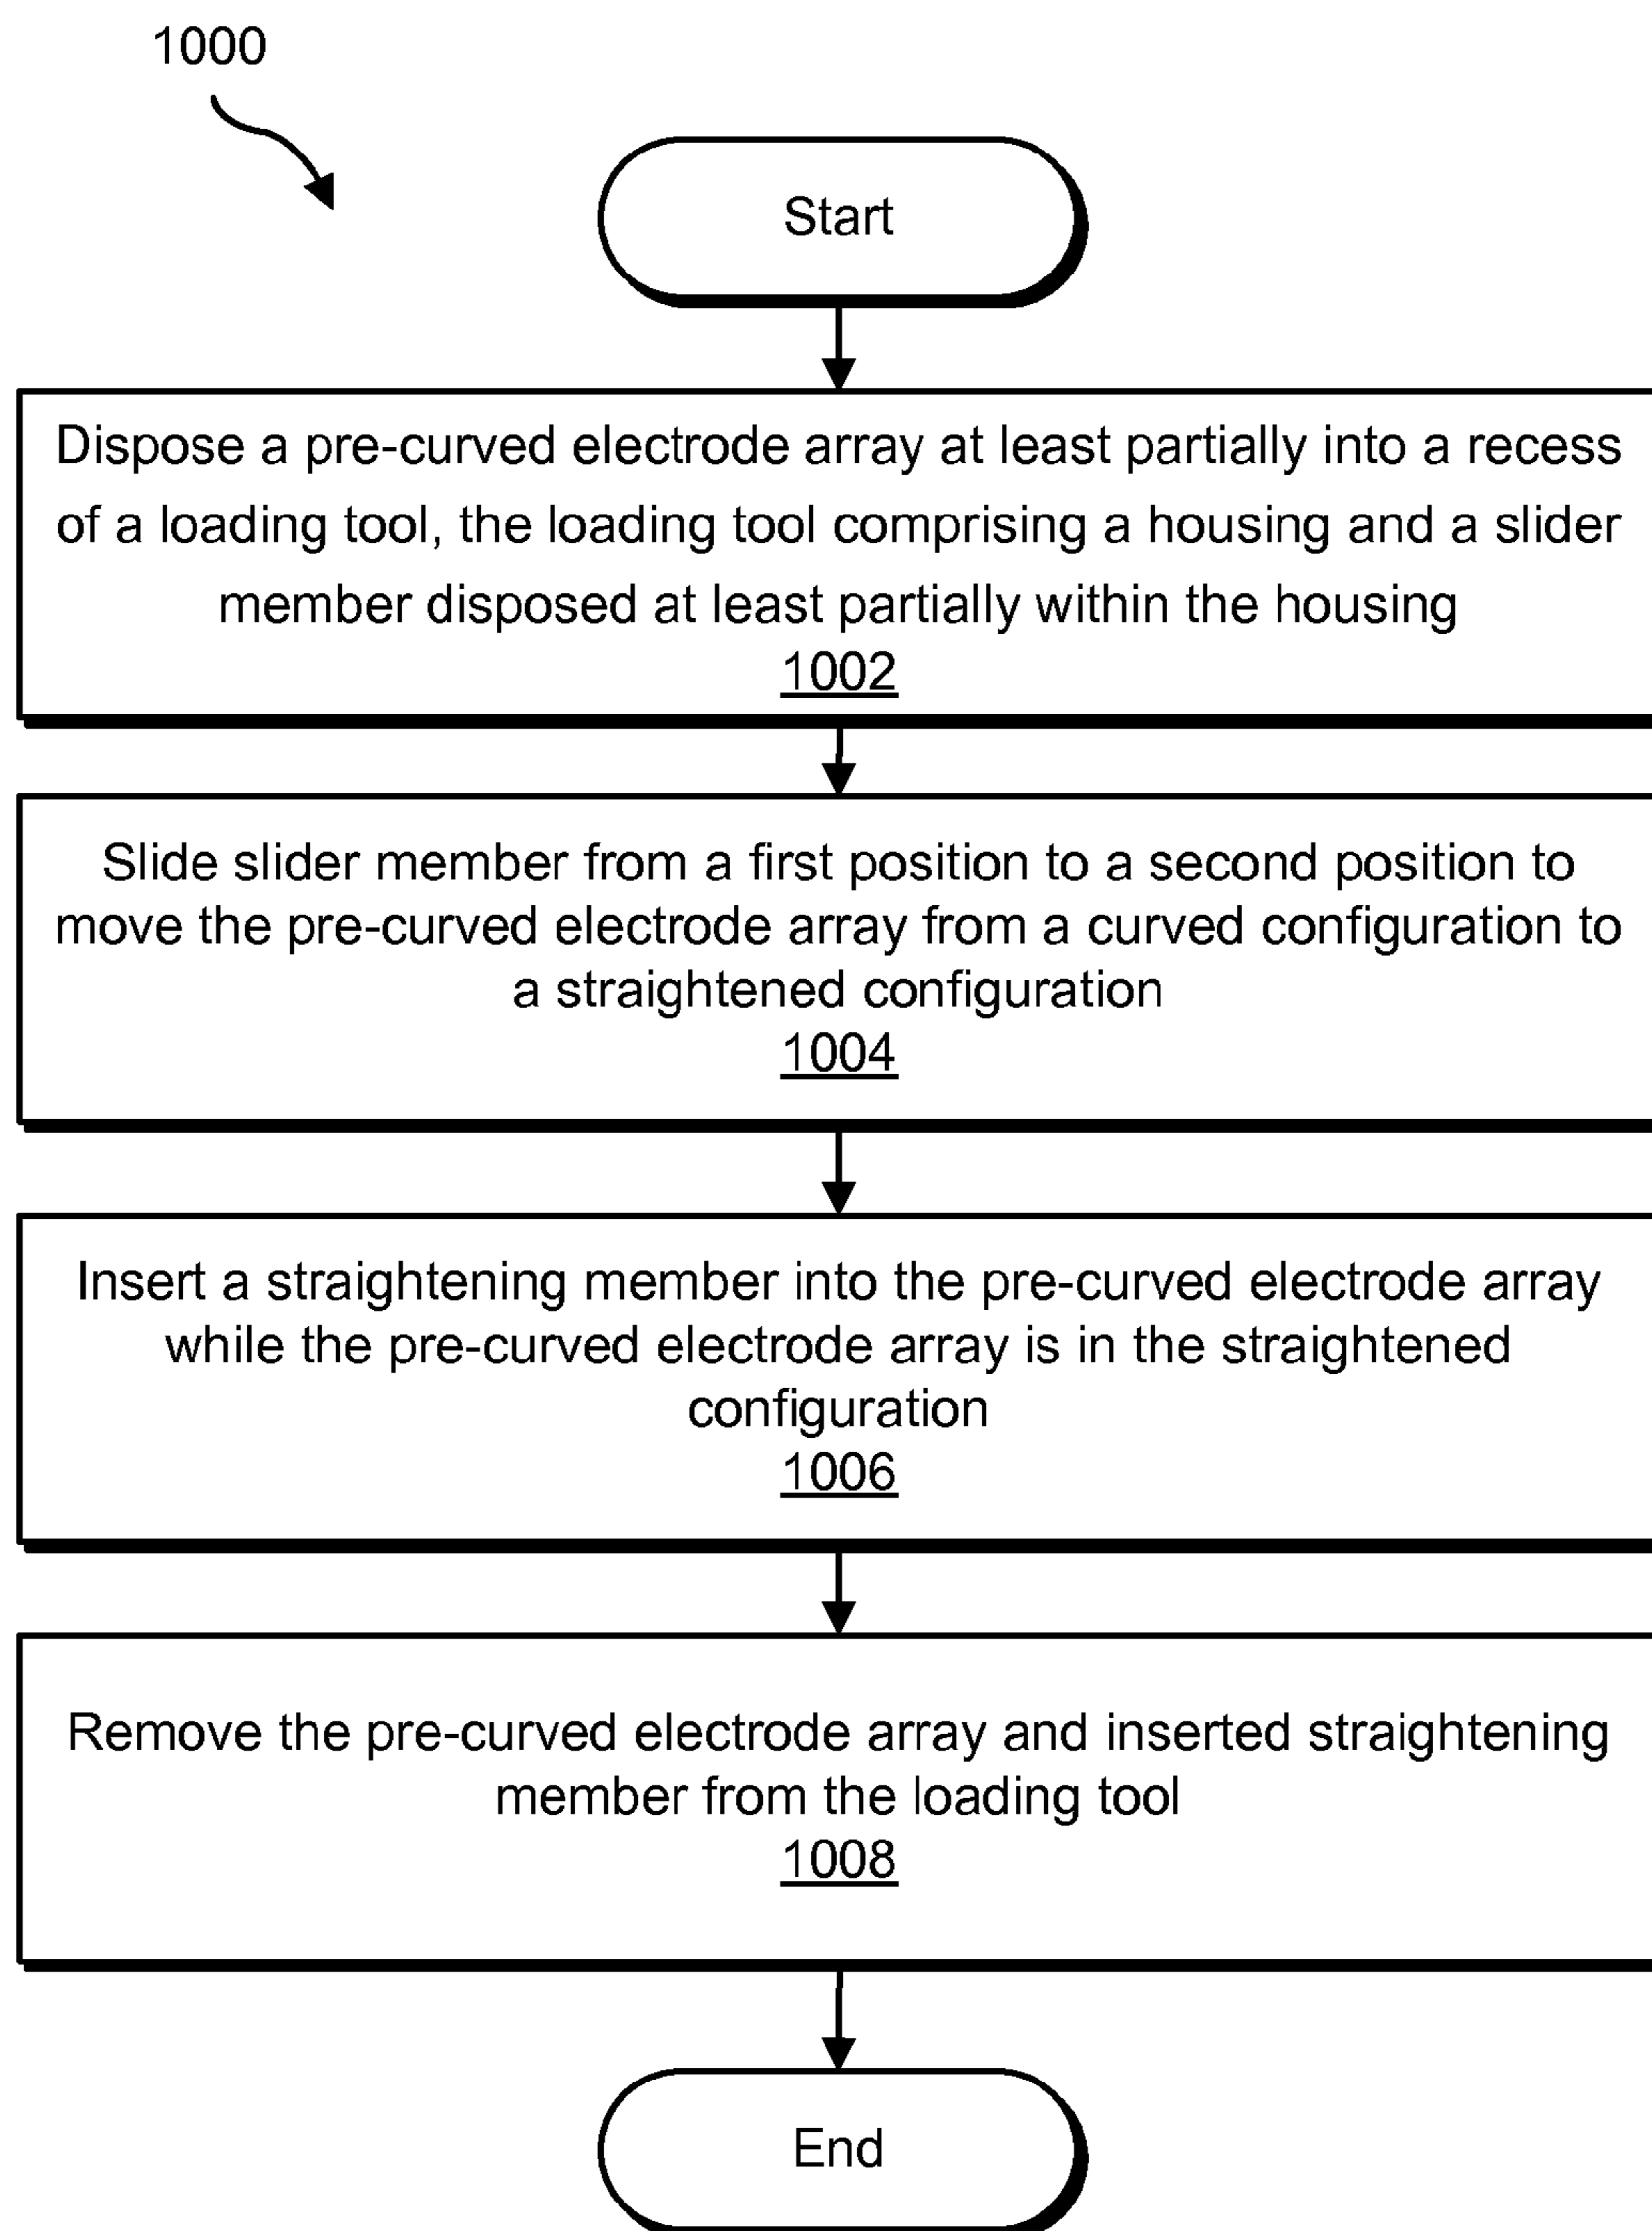 1000
Start
Dispose a pre-curved electrode array at least partially into a recess
of a loading tool, the loading tool comprising a housing and a slider
member disposed at least partially within the housing
1002
Slide slider member from a first position to a second position to
move the pre-curved electrode array from a curved configuration to
a straightened configuration
1004
Insert a straightening member into the pre-curved electrode array
while the pre-curved electrode array is in the straightened
configuration
1006
Remove the pre-curved electrode array and inserted straightening
member from the loading tool
1008
End